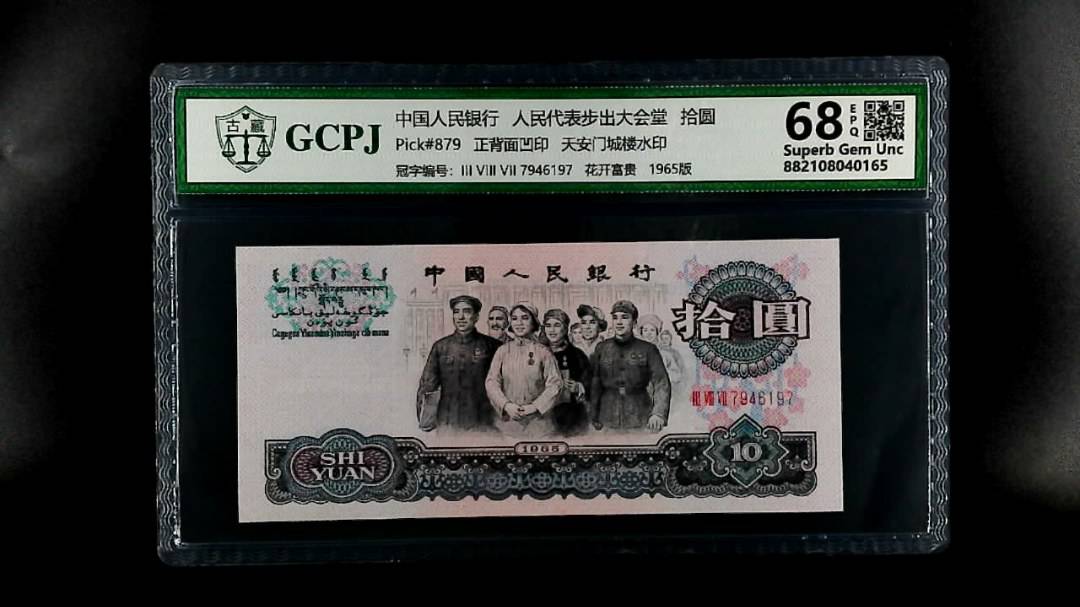 古藏
GCPJ
中国人民银行 人民代表步出大会堂 拾圆
Pick#879 正背面凹印 天安门城楼水印
冠字编号: III VIII VII 7946197 花开富贵 1965版
68 EPQ
Superb Gem Unc
882108040165
中國人民銀行
拾圓
III VIII VII 7946197
1965
SHI
YUAN
10